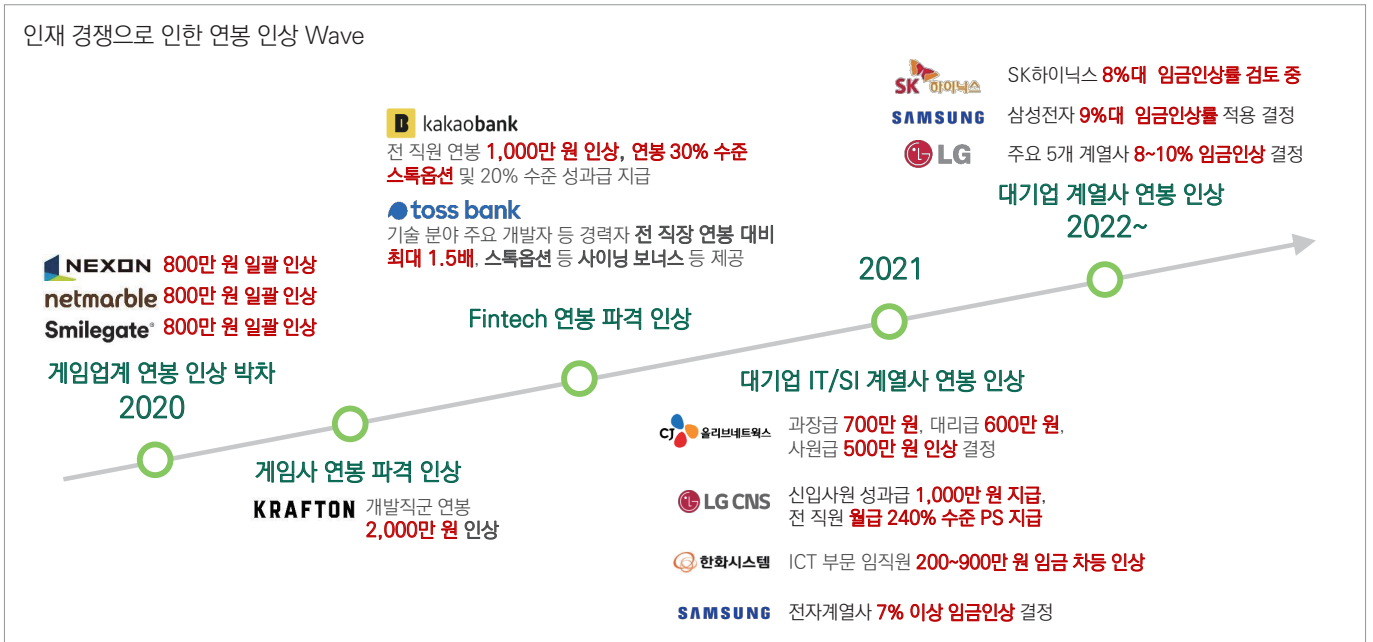 인재 경쟁으로 인한 연봉 인상 Wave
NEXON 800만 원 일괄 인상
netmarble 800만 원 일괄 인상
Smilegate 800만 원 일괄 인상
게임업계 연봉 인상 박차
2020
게임사 연봉 파격 인상
KRAFTON 개발직군 연봉
2,000만 원 인상
B kakaobank
전 직원 연봉 1,000만 원 인상, 연봉 30% 수준
스톡옵션 및 20% 수준 성과급 지급
toss bank
기술 분야 주요 개발자 등 경력자 전 직장 연봉 대비
최대 1.5배, 스톡옵션 등 사이닝 보너스 등 제공
Fintech 연봉 파격 인상
2021
대기업 IT/SI 계열사 연봉 인상
CJ 올리브네트웍스 과장급 700만 원, 대리급 600만 원,
사원급 500만 원 인상 결정
LG CNS 신입사원 성과급 1,000만 원 지급,
전 직원 월급 240% 수준 PS 지급
한화시스템 ICT 부문 임직원 200~900만 원 임금 차등 인상
SAMSUNG 전자계열사 7% 이상 임금인상 결정
SK 하이닉스 SK하이닉스 8%대 임금인상률 검토 중
SAMSUNG 삼성전자 9%대 임금인상률 적용 결정
LG 주요 5개 계열사 8~10% 임금인상 결정
대기업 계열사 연봉 인상
2022~